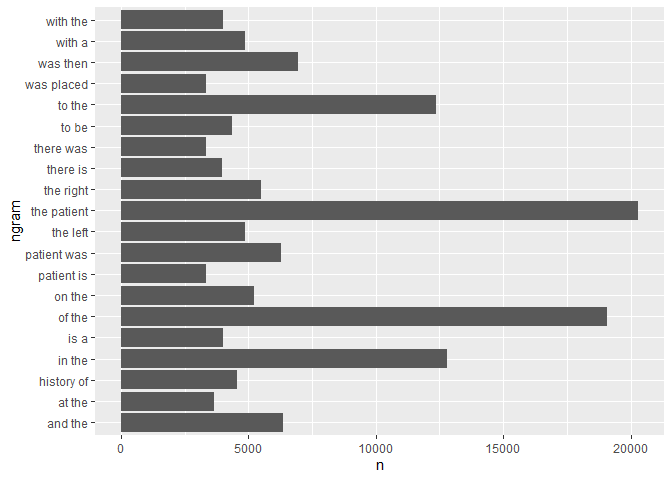 with the
with a
was then
was placed
to the
to be
there was
there is
the right
the patient
the left
patient was
patient is
on the
of the
is a
in the
history of
at the
and the
ngram
0 5000 10000 15000 20000
n